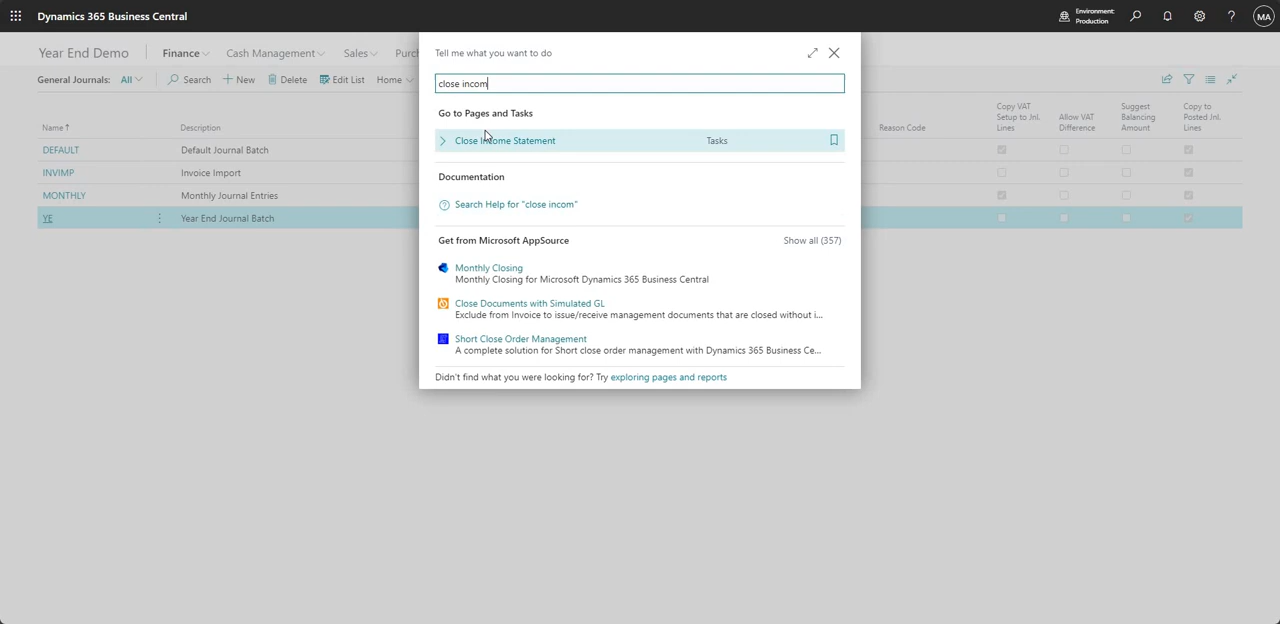 Dynamics 365 Business Central
Environment:
Production
MA
Year End Demo
Finance
Cash Management
Sales
Purch
General Journals: All
Search
New
Delete
Edit List
Home
Tell me what you want to do
close incom
Go to Pages and Tasks
Close Income Statement
Tasks
Documentation
Search Help for "close incom"
Get from Microsoft AppSource
Show all (357)
Monthly Closing
Monthly Closing for Microsoft Dynamics 365 Business Central
Close Documents with Simulated GL
Exclude from Invoice to issue/receive management documents that are closed without i...
Short Close Order Management
A complete solution for Short close order management with Dynamics 365 Business Ce...
Didn't find what you were looking for? Try exploring pages and reports
Name ↑
Description
Reason Code
Copy VAT
Setup to Jnl.
Lines
Allow VAT
Difference
Suggest
Balancing
Amount
Copy to
Posted Jnl.
Lines
DEFAULT
Default Journal Batch
INVIMP
Invoice Import
MONTHLY
Monthly Journal Entries
YE
Year End Journal Batch